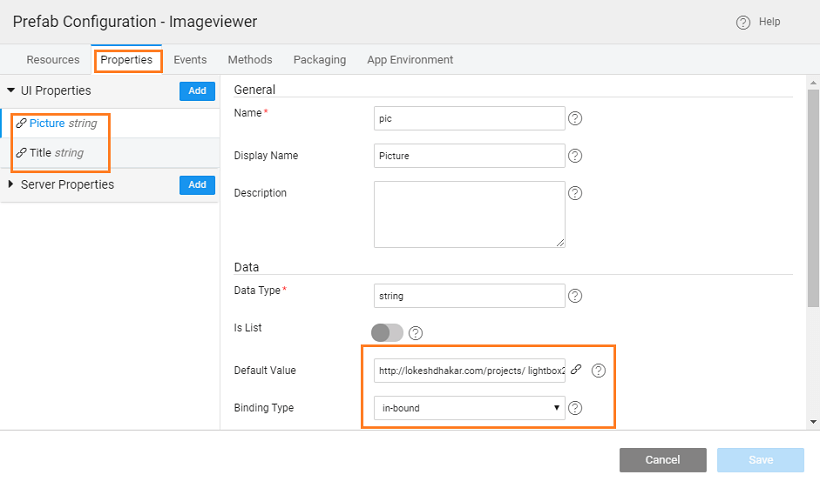 Prefab Configuration - Imageviewer
? Help
Resources Properties Events Methods Packaging App Environment
UI Properties Add
Picture string
Title string
Server Properties Add
General
Name* pic ?
Display Name Picture ?
Description ?
Data
Data Type* string ?
Is List ?
Default Value http://lokeshdhakar.com/projects/ lightbox2 ?
Binding Type in-bound ?
Cancel Save